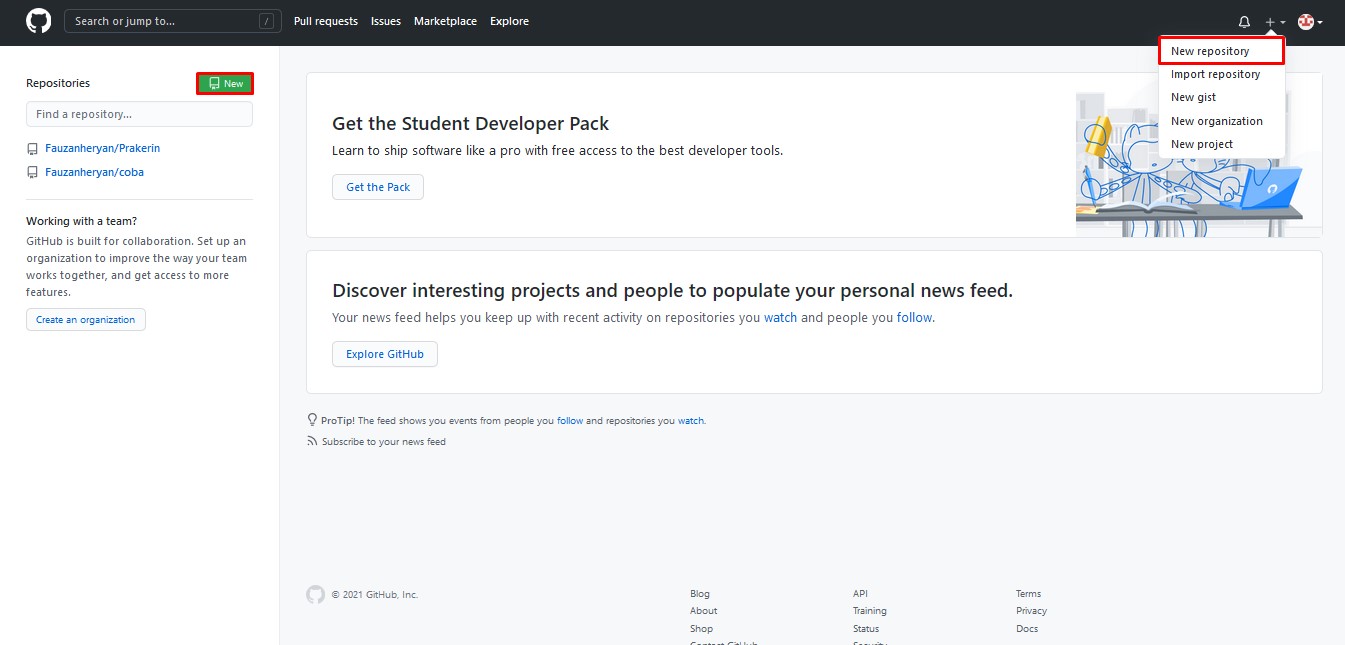 Search or jump to...
/
Pull requests
Issues
Marketplace
Explore
New repository
Import repository
New gist
New organization
New project
Repositories
New
Find a repository...
Fauzanheryan/Prakerin
Fauzanheryan/coba
Working with a team?
GitHub is built for collaboration. Set up an
organization to improve the way your team
works together, and get access to more
features.
Create an organization
Get the Student Developer Pack
Learn to ship software like a pro with free access to the best developer tools.
Get the Pack
Discover interesting projects and people to populate your personal news feed.
Your news feed helps you keep up with recent activity on repositories you watch and people you follow.
Explore GitHub
ProTip! The feed shows you events from people you follow and repositories you watch.
Subscribe to your news feed
© 2021 GitHub, Inc.
Blog
About
Shop
Contact GitHub
API
Training
Status
Security
Terms
Privacy
Docs